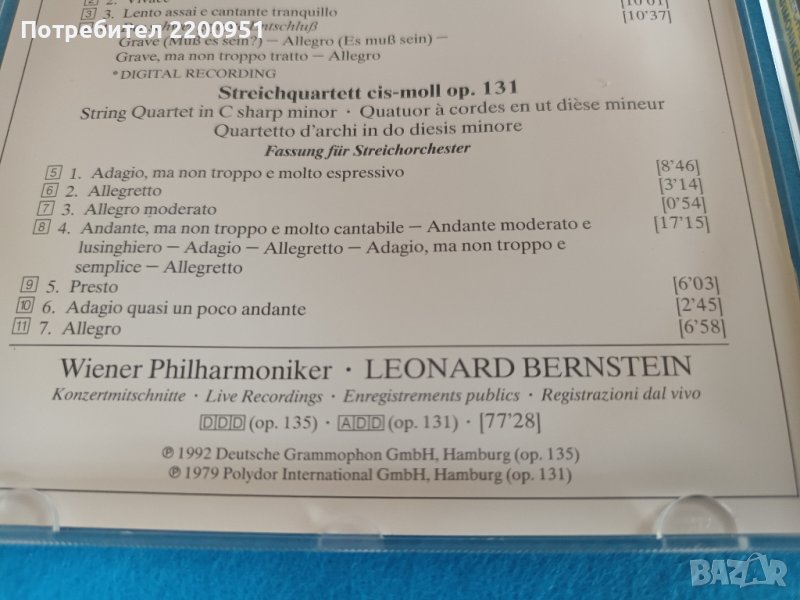 2 2. Vivace
[10'01]
3 3. Lento assai e cantante tranquillo
[10'37]
Потребител 2200951
Grave (Muß es sein?) – Allegro (Es muß sein) –
Grave, ma non troppo tratto – Allegro
*DIGITAL RECORDING
Streichquartett cis-moll op. 131
String Quartet in C sharp minor · Quatuor à cordes en ut dièse mineur
Quartetto d'archi in do diesis minore
Fassung für Streichorchester
5 1. Adagio, ma non troppo e molto espressivo [8'46]
6 2. Allegretto [3'14]
7 3. Allegro moderato [0'54]
8 4. Andante, ma non troppo e molto cantabile – Andante moderato e [17'15]
lusinghiero – Adagio – Allegretto – Adagio, ma non troppo e
semplice – Allegretto
9 5. Presto [6'03]
10 6. Adagio quasi un poco andante [2'45]
11 7. Allegro [6'58]
Wiener Philharmoniker · LEONARD BERNSTEIN
Konzertmitschnitte · Live Recordings · Enregistrements publics · Registrazioni dal vivo
DDD (op. 135) · ADD (op. 131) · [77'28]
℗ 1992 Deutsche Grammophon GmbH, Hamburg (op. 135)
℗ 1979 Polydor International GmbH, Hamburg (op. 131)
BAZAR